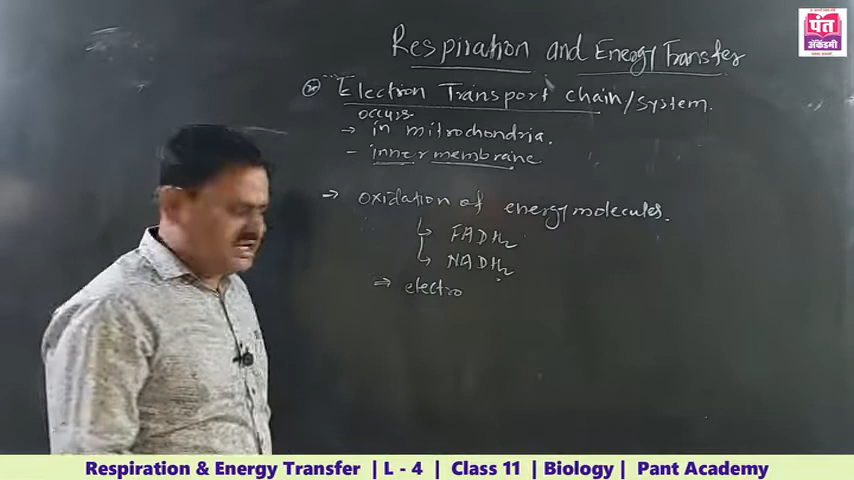 Respiration and Energy Transfer
पंत
ॲकॅडमी
Electron Transport chain/system.
occurs
→ in mitrochondria.
- inner membrane
→ oxidation of energy molecules.
↳ FADH2
↳ NADH2
⇒ electro
Respiration & Energy Transfer | L - 4 | Class 11 | Biology | Pant Academy